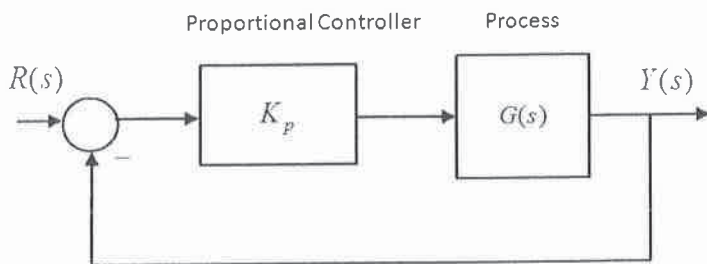 Proportional Controller
Process
R(s)
K_p
G(s)
Y(s)
−